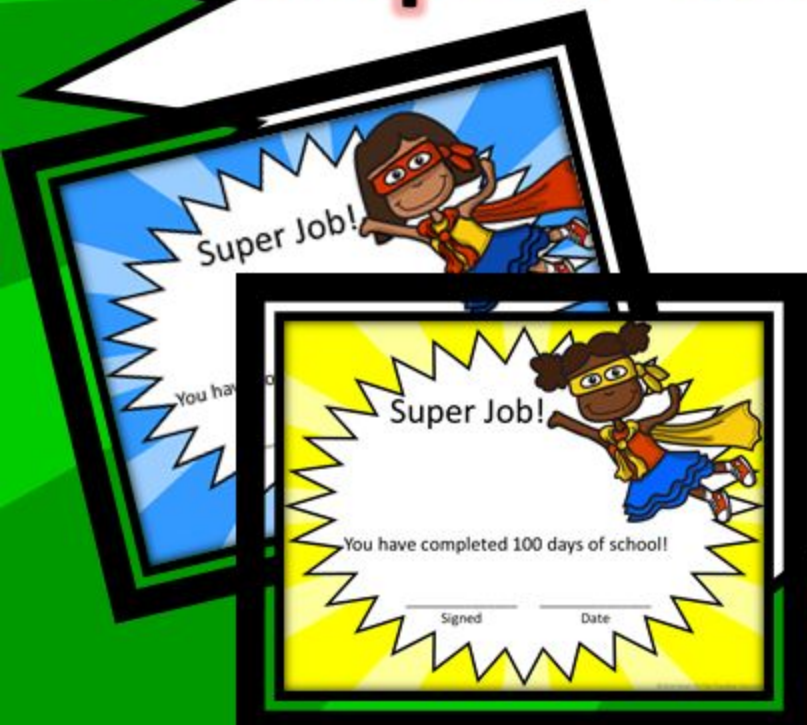 Super Job!
You hav
Super Job!
You have completed 100 days of school!
Signed Date